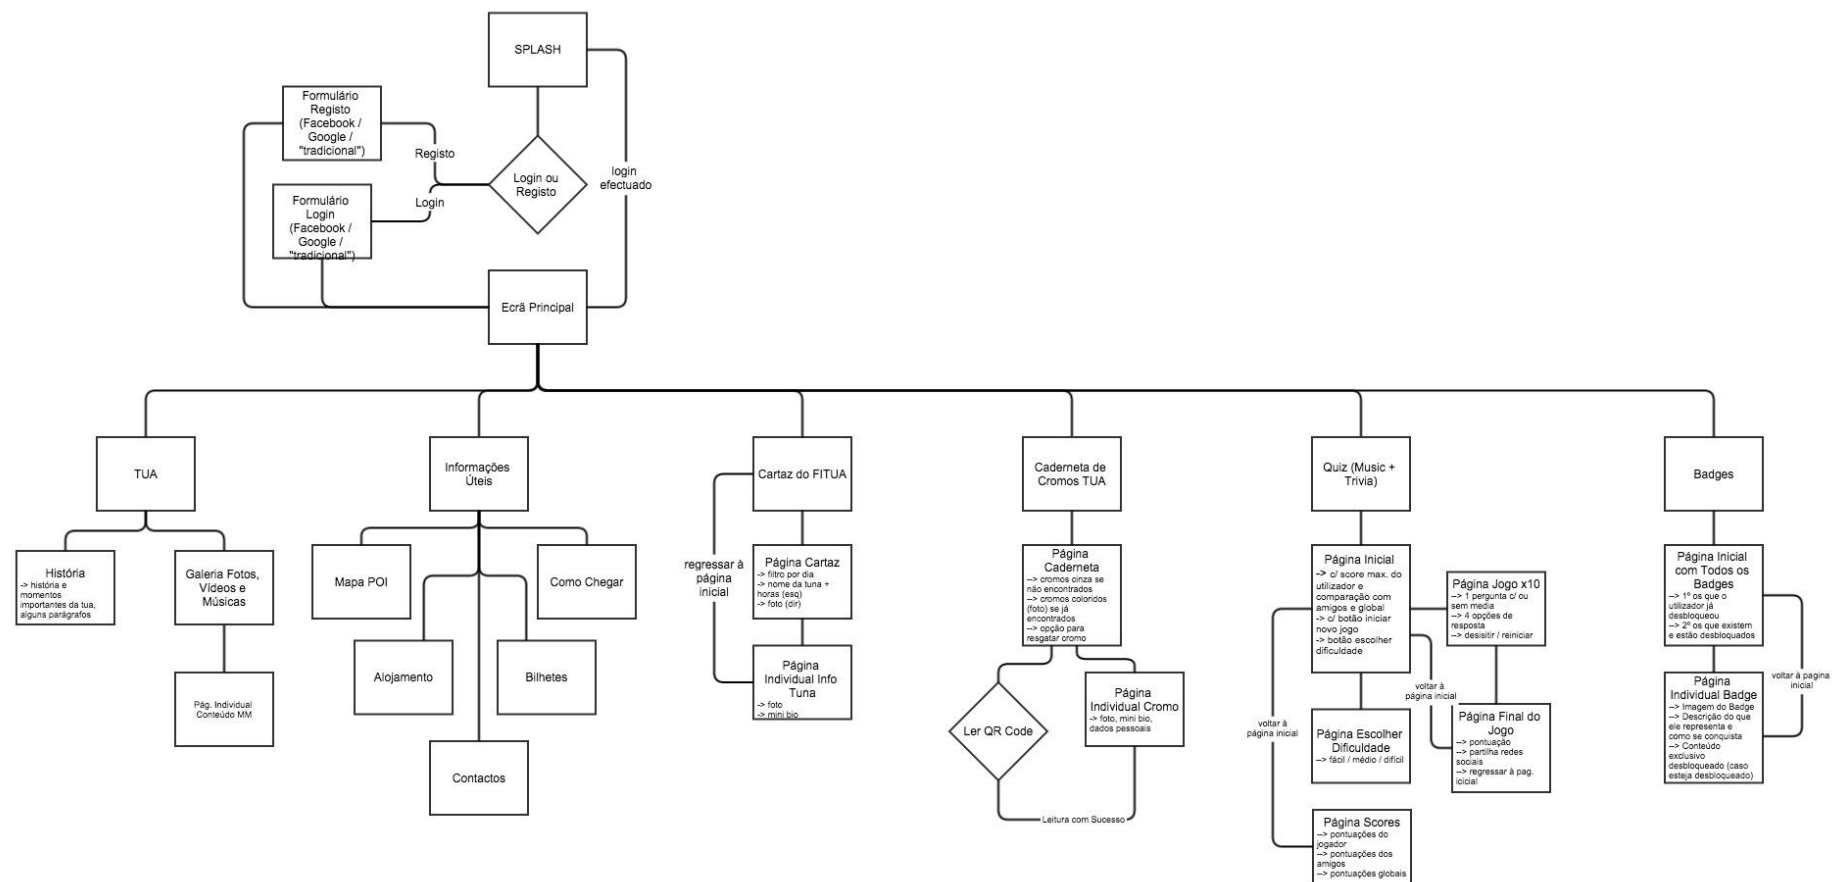 SPLASH
Formulário
Registo
(Facebook /
Google /
"tradicional")
Registo
Login ou
Registo
login
efectuado
Formulário
Login
(Facebook /
Google /
"tradicional")
Login
Ecrã Principal
TUA
Informações
Úteis
Cartaz do FITUA
Caderneta de
Cromos TUA
Quiz (Music +
Trivia)
Badges
História
-> história e
momentos
importantes da tua,
alguns parágrafos
Galeria Fotos,
Vídeos e
Músicas
Pág. Individual
Conteúdo MM
Mapa POI
Como Chegar
Alojamento
Bilhetes
Contactos
regressar à
página
inicial
Página Cartaz
-> filtro por dia
-> nome da tuna +
horas (esq)
-> foto (dir)
Página
Individual Info
Tuna
-> foto
-> mini bio
Página
Caderneta
--> cromos cinza se
não encontrados
--> cromos coloridos
(foto) se já
encontrados
--> opção para
resgatar cromo
Ler QR Code
Página
Individual Cromo
-> foto, mini bio,
dados pessoais
Leitura com Sucesso
Página Inicial
-> c/ score max. do
utilizador e
comparação com
amigos e global
-> c/ botão iniciar
novo jogo
-> botão escolher
dificuldade
Página Jogo x10
--> 1 pergunta c/ ou
sem media
--> 4 opções de
resposta
--> desisitir / reiniciar
voltar à
página inicial
voltar à
página inicial
Página Escolher
Dificuldade
--> fácil / médio / difícil
Página Final do
Jogo
--> pontuação
--> partilha redes
sociais
--> regressar à pag.
icicial
Página Scores
--> pontuações do
jogador
--> pontuações dos
amigos
--> pontuações globais
Página Inicial
com Todos os
Badges
--> 1º os que o
utilizador já
desbloqueou
--> 2º os que existem
e estão desbloquados
voltar à pagina
inicial
Página
Individual Badge
--> Imagem do Badge
--> Descrição do que
ele representa e
como se conquista
--> Conteúdo
exclusivo
desbloqueado (caso
esteja desbloqueado)